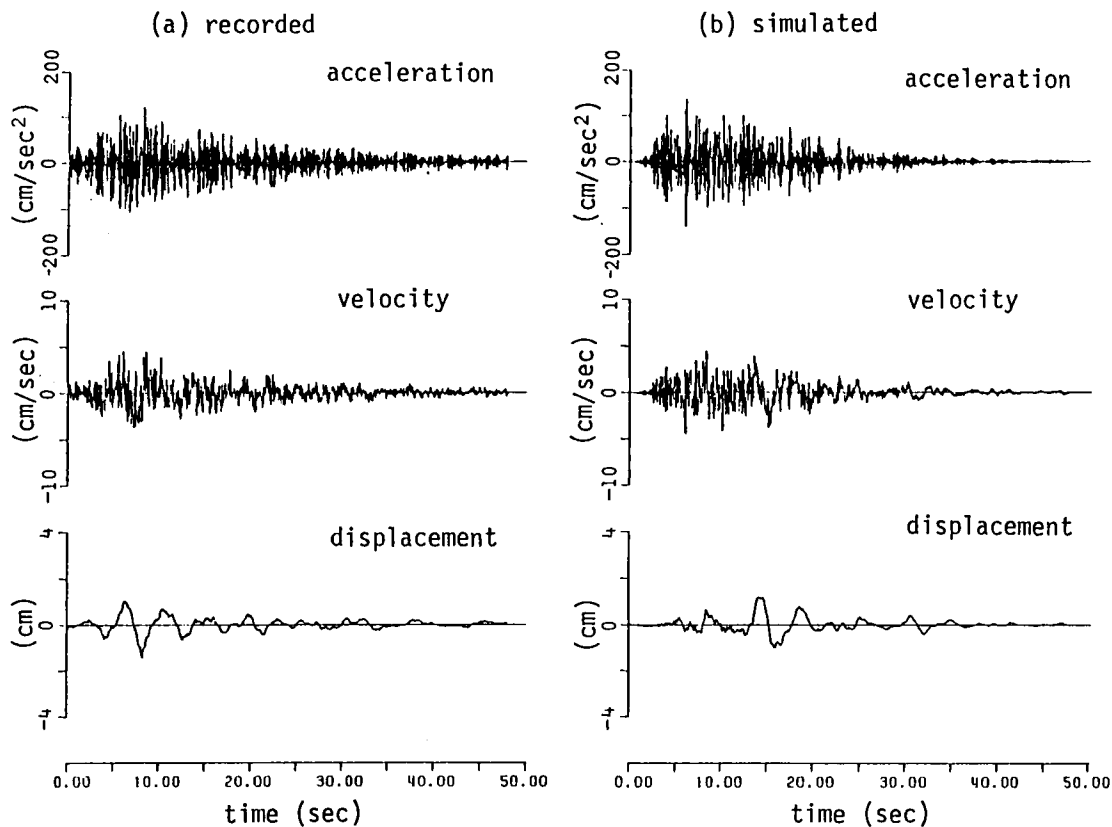 (a) recorded
acceleration
200
0
-200
(cm/sec²)
velocity
10
0
-10
(cm/sec)
displacement
4
0
-4
(cm)
0.00 10.00 20.00 30.00 40.00 50.00
time (sec)
(b) simulated
acceleration
200
0
-200
(cm/sec²)
velocity
10
0
-10
(cm/sec)
displacement
4
0
-4
(cm)
0.00 10.00 20.00 30.00 40.00 50.00
time (sec)